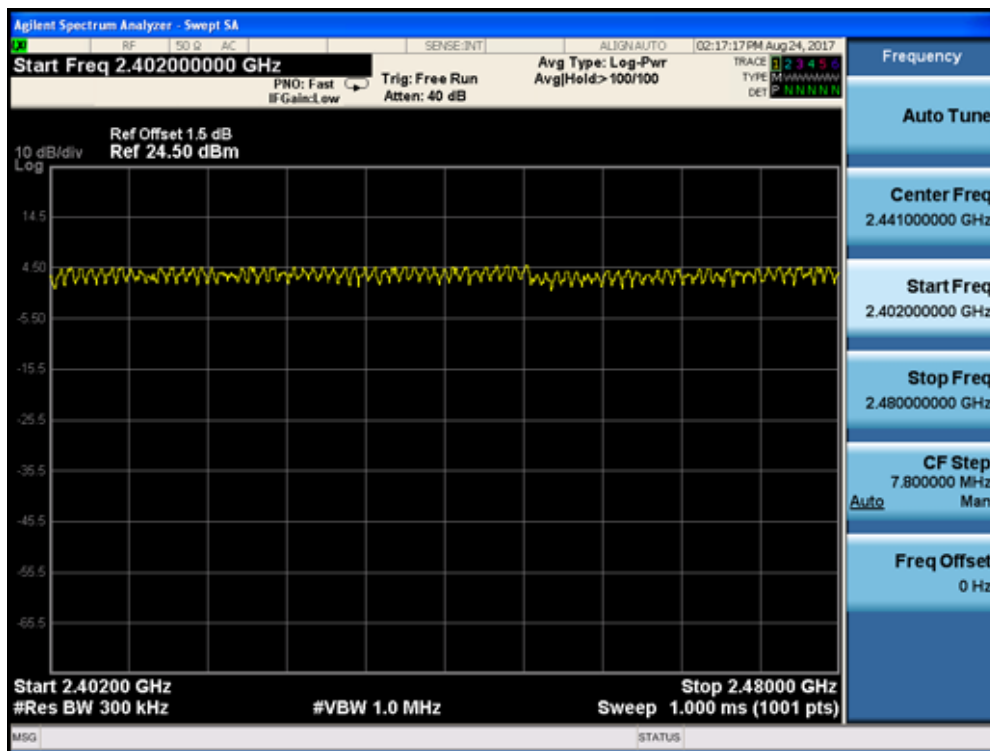 Agilent Spectrum Analyzer - Swept SA
RF 50 Ω AC SENSE:INT ALIGN AUTO 02:17:17 PM Aug 24, 2017
Start Freq 2.402000000 GHz
PNO: Fast
IFGain:Low
Trig: Free Run
Atten: 40 dB
Avg Type: Log-Pwr
Avg|Hold:>100/100
TRACE 1 2 3 4 5 6
TYPE M
DET P N N N N N
Ref Offset 1.5 dB
10 dB/div Ref 24.50 dBm
Log
14.5
4.50
-5.50
-15.5
-25.5
-35.5
-45.5
-55.5
-65.5
Start 2.40200 GHz Stop 2.48000 GHz
#Res BW 300 kHz #VBW 1.0 MHz Sweep 1.000 ms (1001 pts)
MSG STATUS
Frequency
Auto Tune
Center Freq
2.441000000 GHz
Start Freq
2.402000000 GHz
Stop Freq
2.480000000 GHz
CF Step
7.800000 MHz
Auto Man
Freq Offset
0 Hz